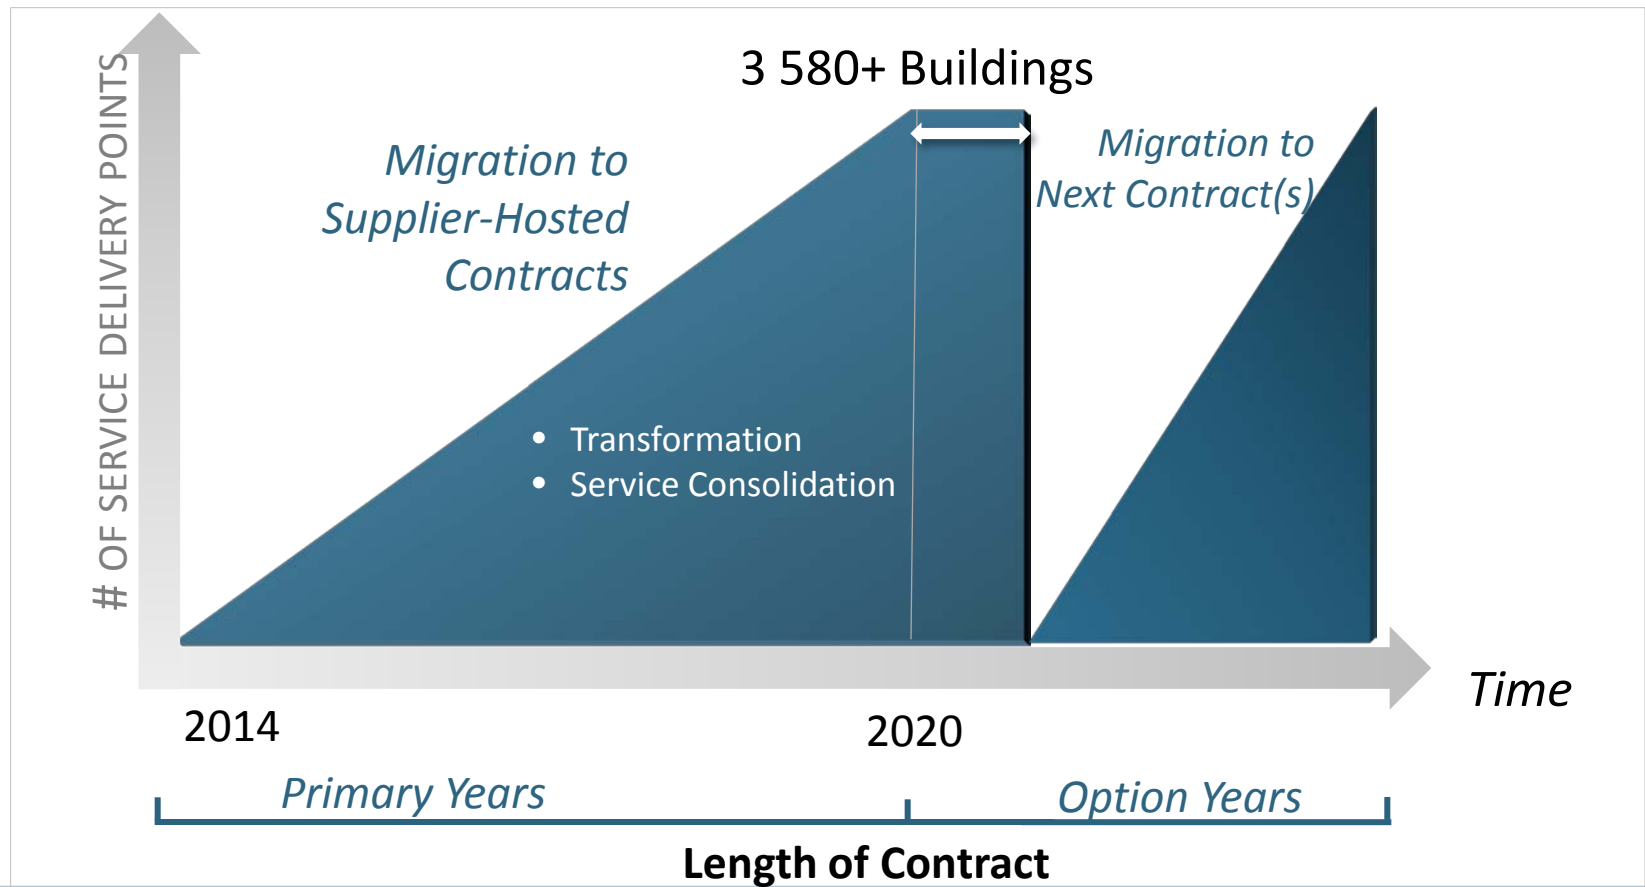 # OF SERVICE DELIVERY POINTS
3 580+ Buildings
Migration to
Supplier-Hosted
Contracts
Migration to
Next Contract(s)
• Transformation
• Service Consolidation
Time
2014
2020
Primary Years
Option Years
Length of Contract